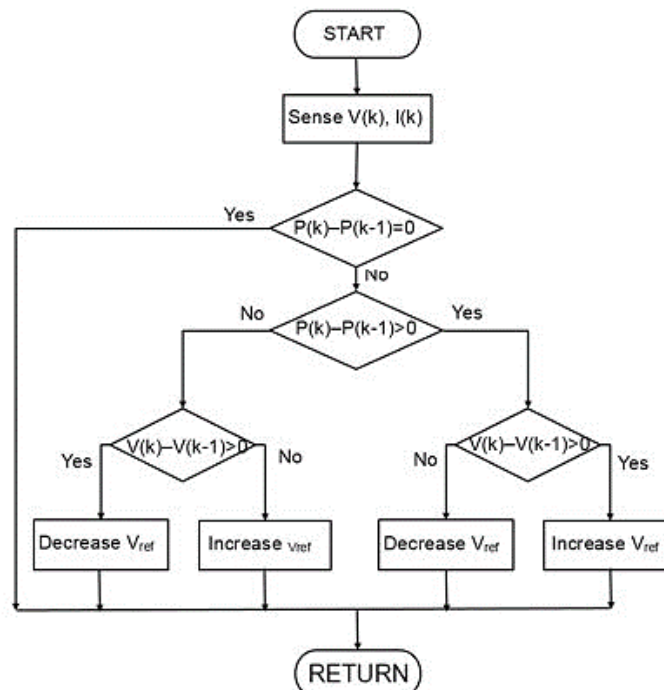 START
Sense V(k), I(k)
Yes
P(k)–P(k-1)=0
No
No
P(k)–P(k-1)>0
Yes
Yes
V(k)–V(k-1)>0
No
No
V(k)–V(k-1)>0
Yes
Decrease Vref
Increase Vref
Decrease Vref
Increase Vref
RETURN